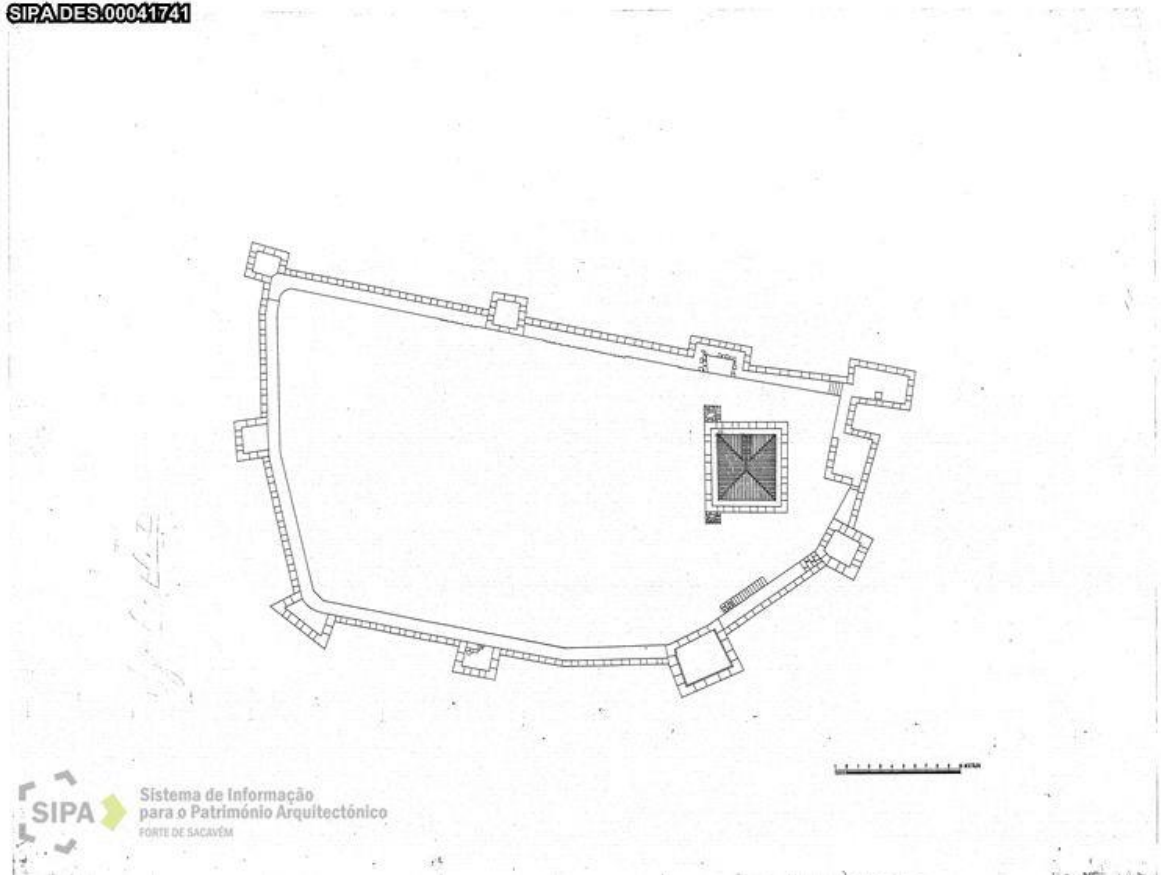 SIPA.DES.00041741
SIPA
Sistema de Informação
para o Património Arquitectónico
FORTE DE SACAVÉM